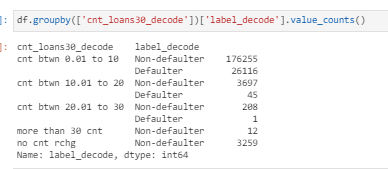 ]: df.groupby(['cnt_loans30_decode'])['label_decode'].value_counts()
]: cnt_loans30_decode label_decode
cnt btwn 0.01 to 10 Non-defaulter 176255
Defaulter 26116
cnt btwn 10.01 to 20 Non-defaulter 3697
Defaulter 45
cnt btwn 20.01 to 30 Non-defaulter 208
Defaulter 1
more than 30 cnt Non-defaulter 12
no cnt rchg Non-defaulter 3259
Name: label_decode, dtype: int64